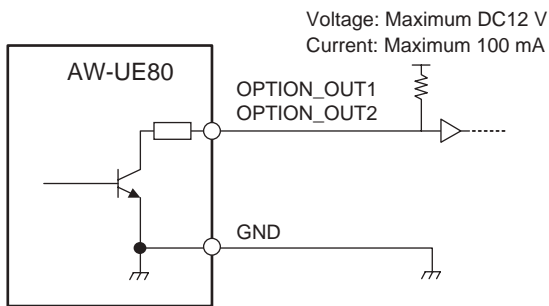 Voltage: Maximum DC12 V
Current: Maximum 100 mA
AW-UE80
OPTION_OUT1
OPTION_OUT2
GND